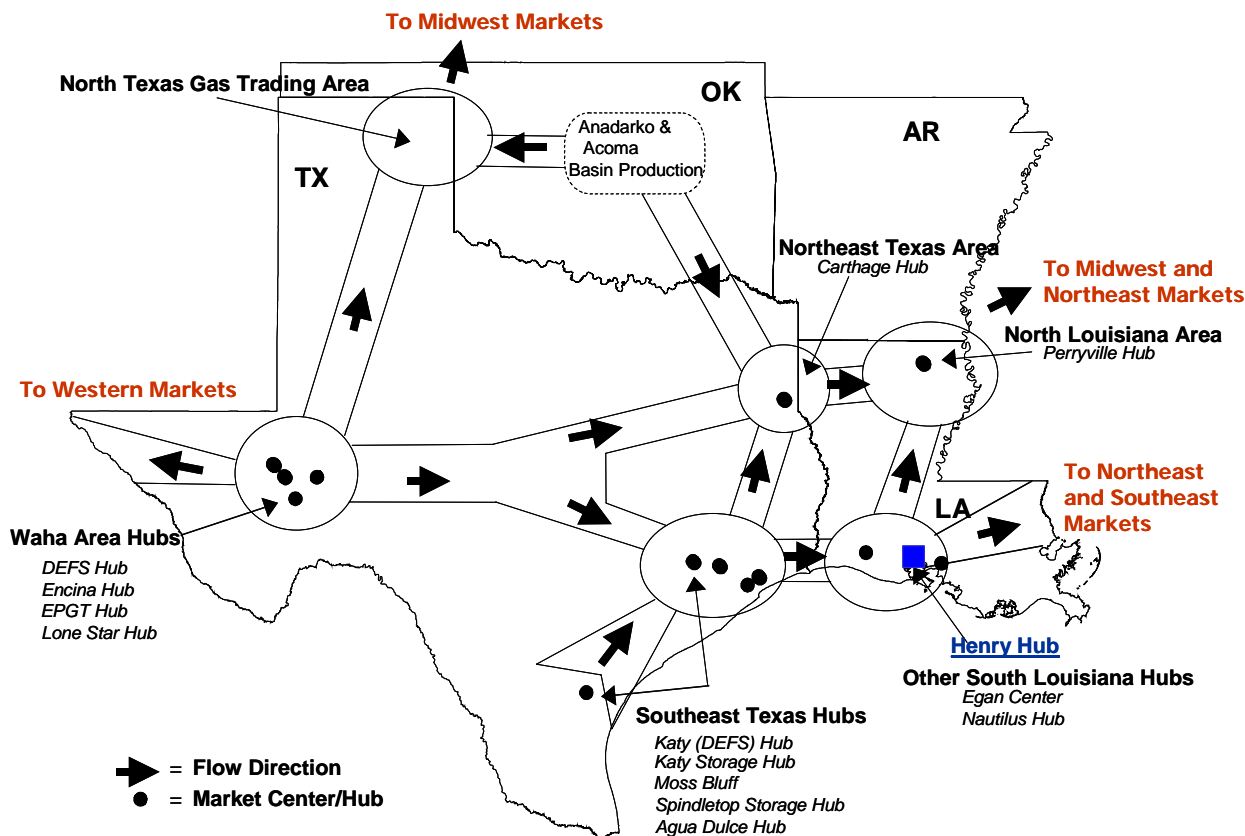 To Midwest Markets
North Texas Gas Trading Area
OK
Anadarko &
Acoma
Basin Production
AR
TX
Northeast Texas Area
Carthage Hub
To Midwest and
Northeast Markets
North Louisiana Area
Perryville Hub
To Western Markets
To Northeast
and Southeast
Markets
LA
Waha Area Hubs
DEFS Hub
Encina Hub
EPGT Hub
Lone Star Hub
Henry Hub
Other South Louisiana Hubs
Egan Center
Nautilus Hub
Southeast Texas Hubs
Katy (DEFS) Hub
Katy Storage Hub
Moss Bluff
Spindletop Storage Hub
Agua Dulce Hub
= Flow Direction
= Market Center/Hub